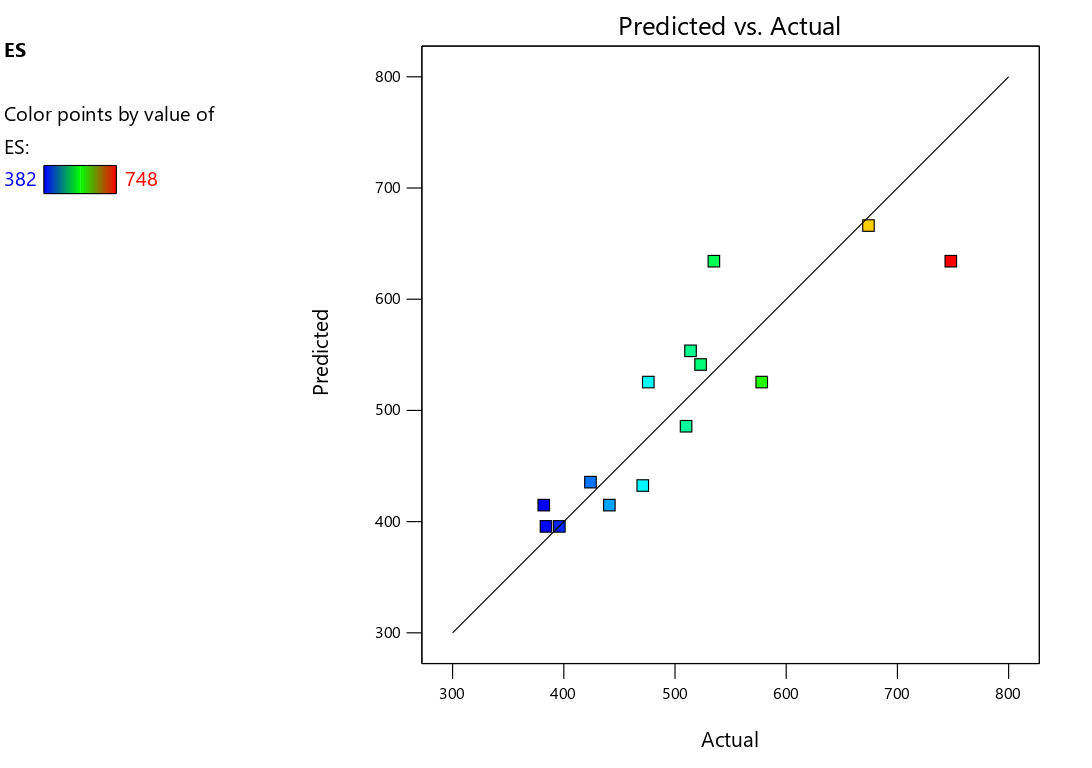 Predicted vs. Actual
ES
Color points by value of
ES:
382 748
Predicted
800
700
600
500
400
300
300 400 500 600 700 800
Actual